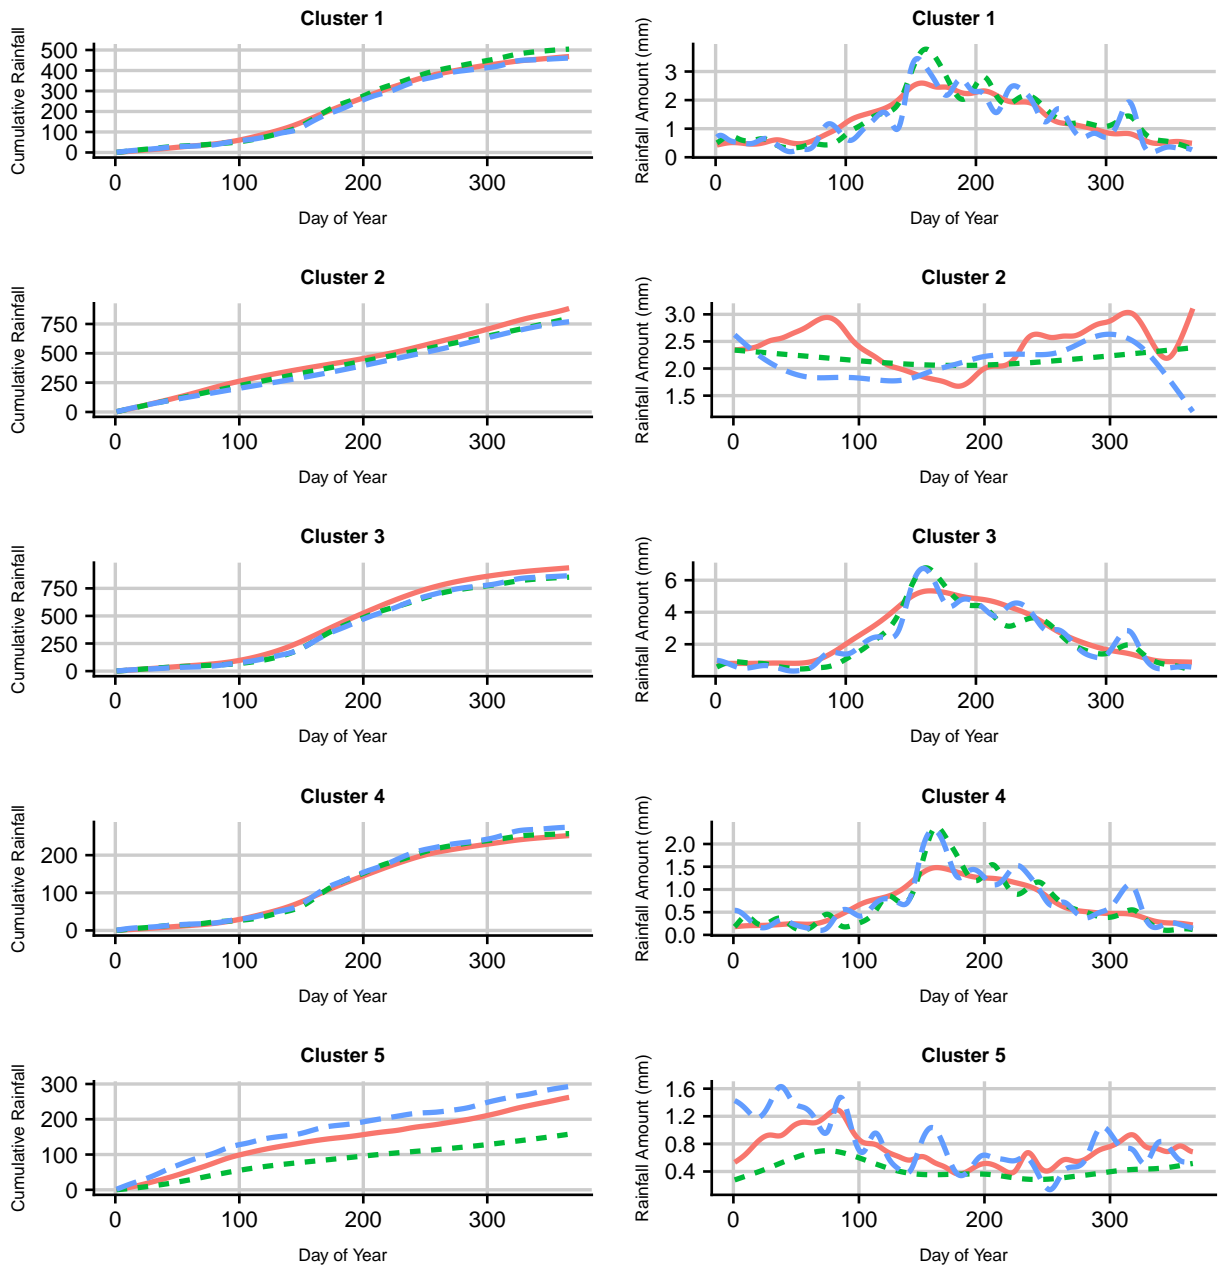 Cluster 1
Cumulative Rainfall
500
400
300
200
100
0
0 100 200 300
Day of Year
Cluster 1
Rainfall Amount (mm)
3
2
1
0
0 100 200 300
Day of Year
Cluster 2
Cumulative Rainfall
750
500
250
0
0 100 200 300
Day of Year
Cluster 2
Rainfall Amount (mm)
3.0
2.5
2.0
1.5
0 100 200 300
Day of Year
Cluster 3
Cumulative Rainfall
750
500
250
0
0 100 200 300
Day of Year
Cluster 3
Rainfall Amount (mm)
6
4
2
0 100 200 300
Day of Year
Cluster 4
Cumulative Rainfall
200
100
0
0 100 200 300
Day of Year
Cluster 4
Rainfall Amount (mm)
2.0
1.5
1.0
0.5
0.0
0 100 200 300
Day of Year
Cluster 5
Cumulative Rainfall
300
200
100
0
0 100 200 300
Day of Year
Cluster 5
Rainfall Amount (mm)
1.6
1.2
0.8
0.4
0 100 200 300
Day of Year